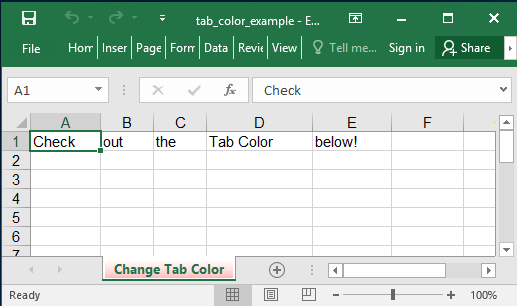 tab_color_example - E...
File Hom Inser Page Form Data Revie View Tell me... Sign in Share
A1 fx Check
A B C D E F
1 Check out the Tab Color below!
2
3
4
5
6
7
Change Tab Color
Ready 100%